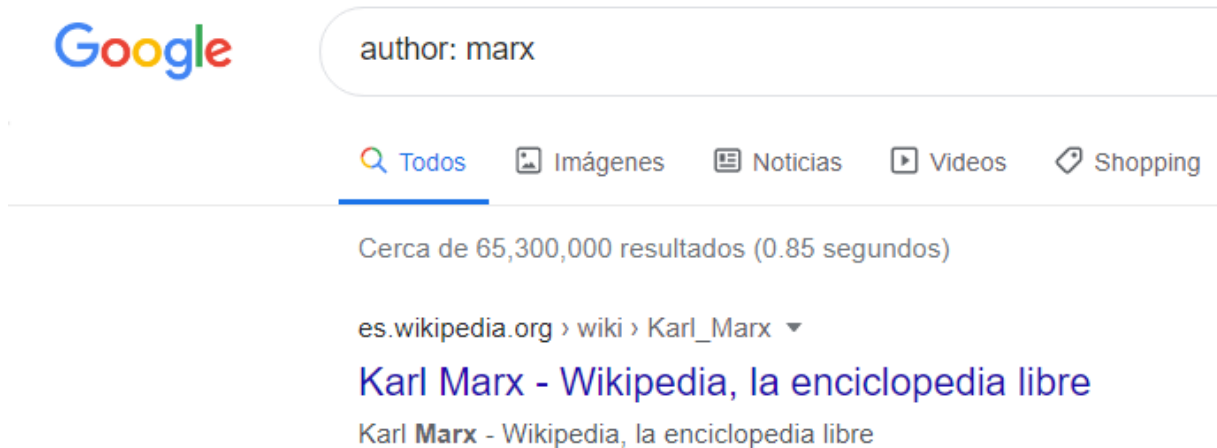 Google
author: marx
Todos Imágenes Noticias Videos Shopping
Cerca de 65,300,000 resultados (0.85 segundos)
es.wikipedia.org › wiki › Karl_Marx
Karl Marx - Wikipedia, la enciclopedia libre
Karl Marx - Wikipedia, la enciclopedia libre